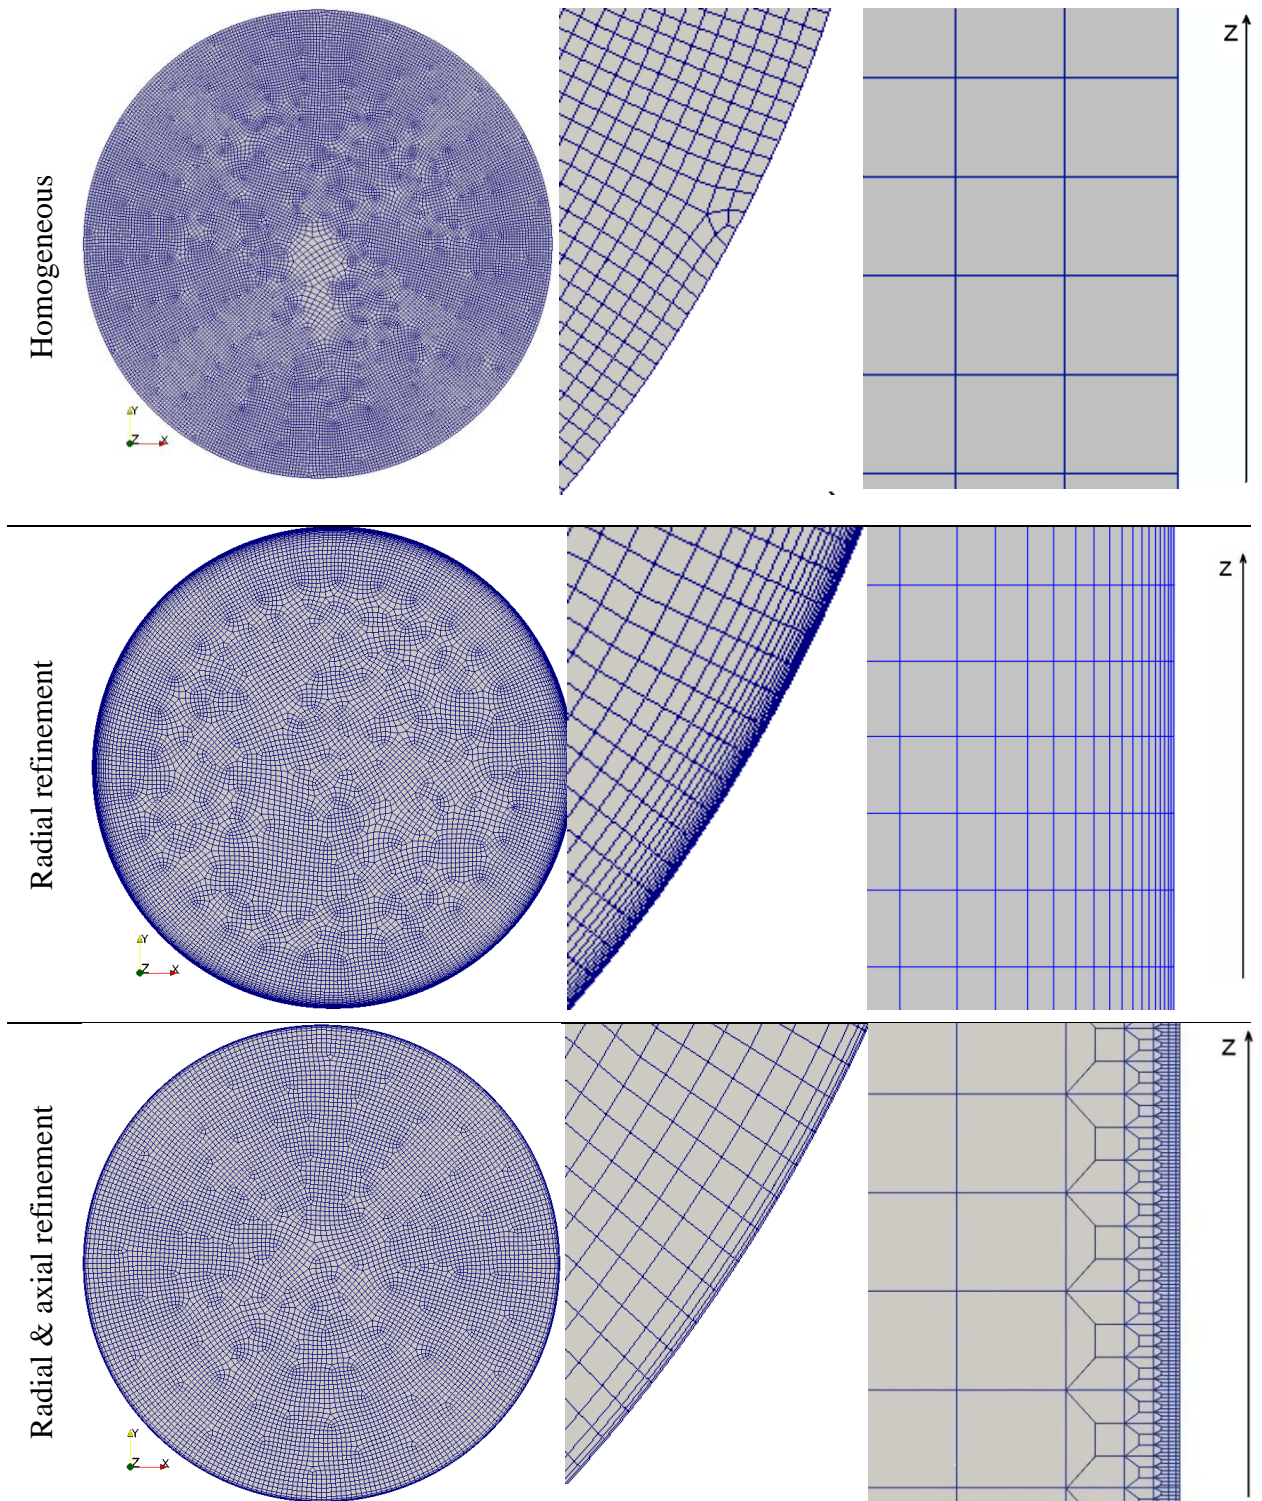 Homogeneous
Z
Y
Z X
Radial refinement
Z
Y
Z X
Radial & axial refinement
Z
Y
Z X